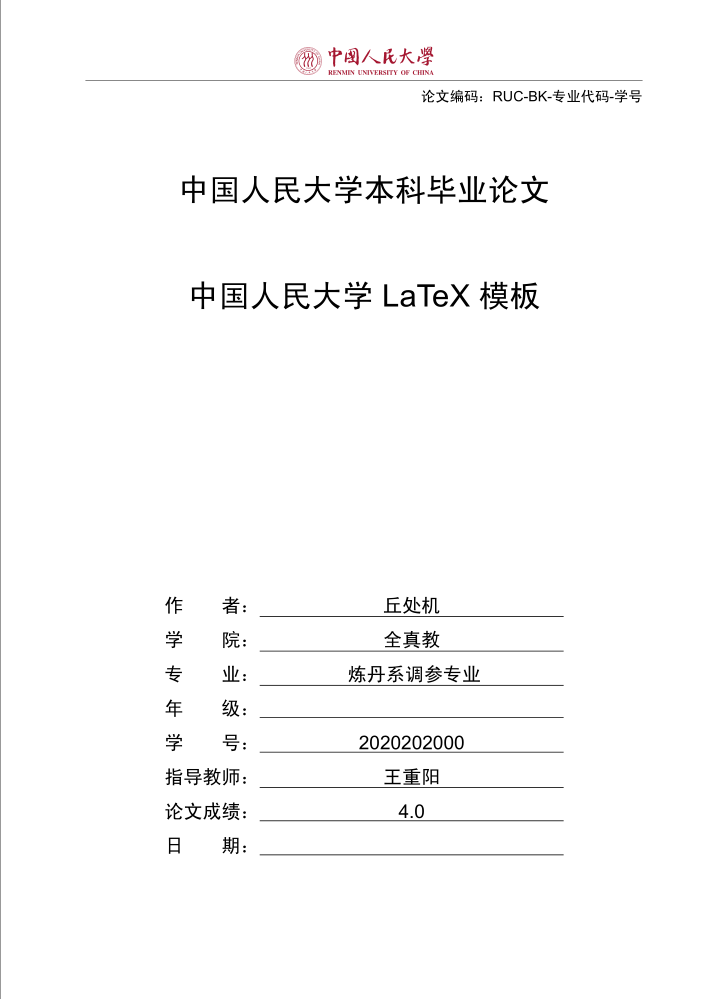 中国人民大学
RENMIN UNIVERSITY OF CHINA
论文编码：RUC-BK-专业代码-学号
中国人民大学本科毕业论文
中国人民大学 LaTeX 模板
作 者： 丘处机
学 院： 全真教
专 业： 炼丹系调参专业
年 级：
学 号： 2020202000
指导教师： 王重阳
论文成绩： 4.0
日 期：